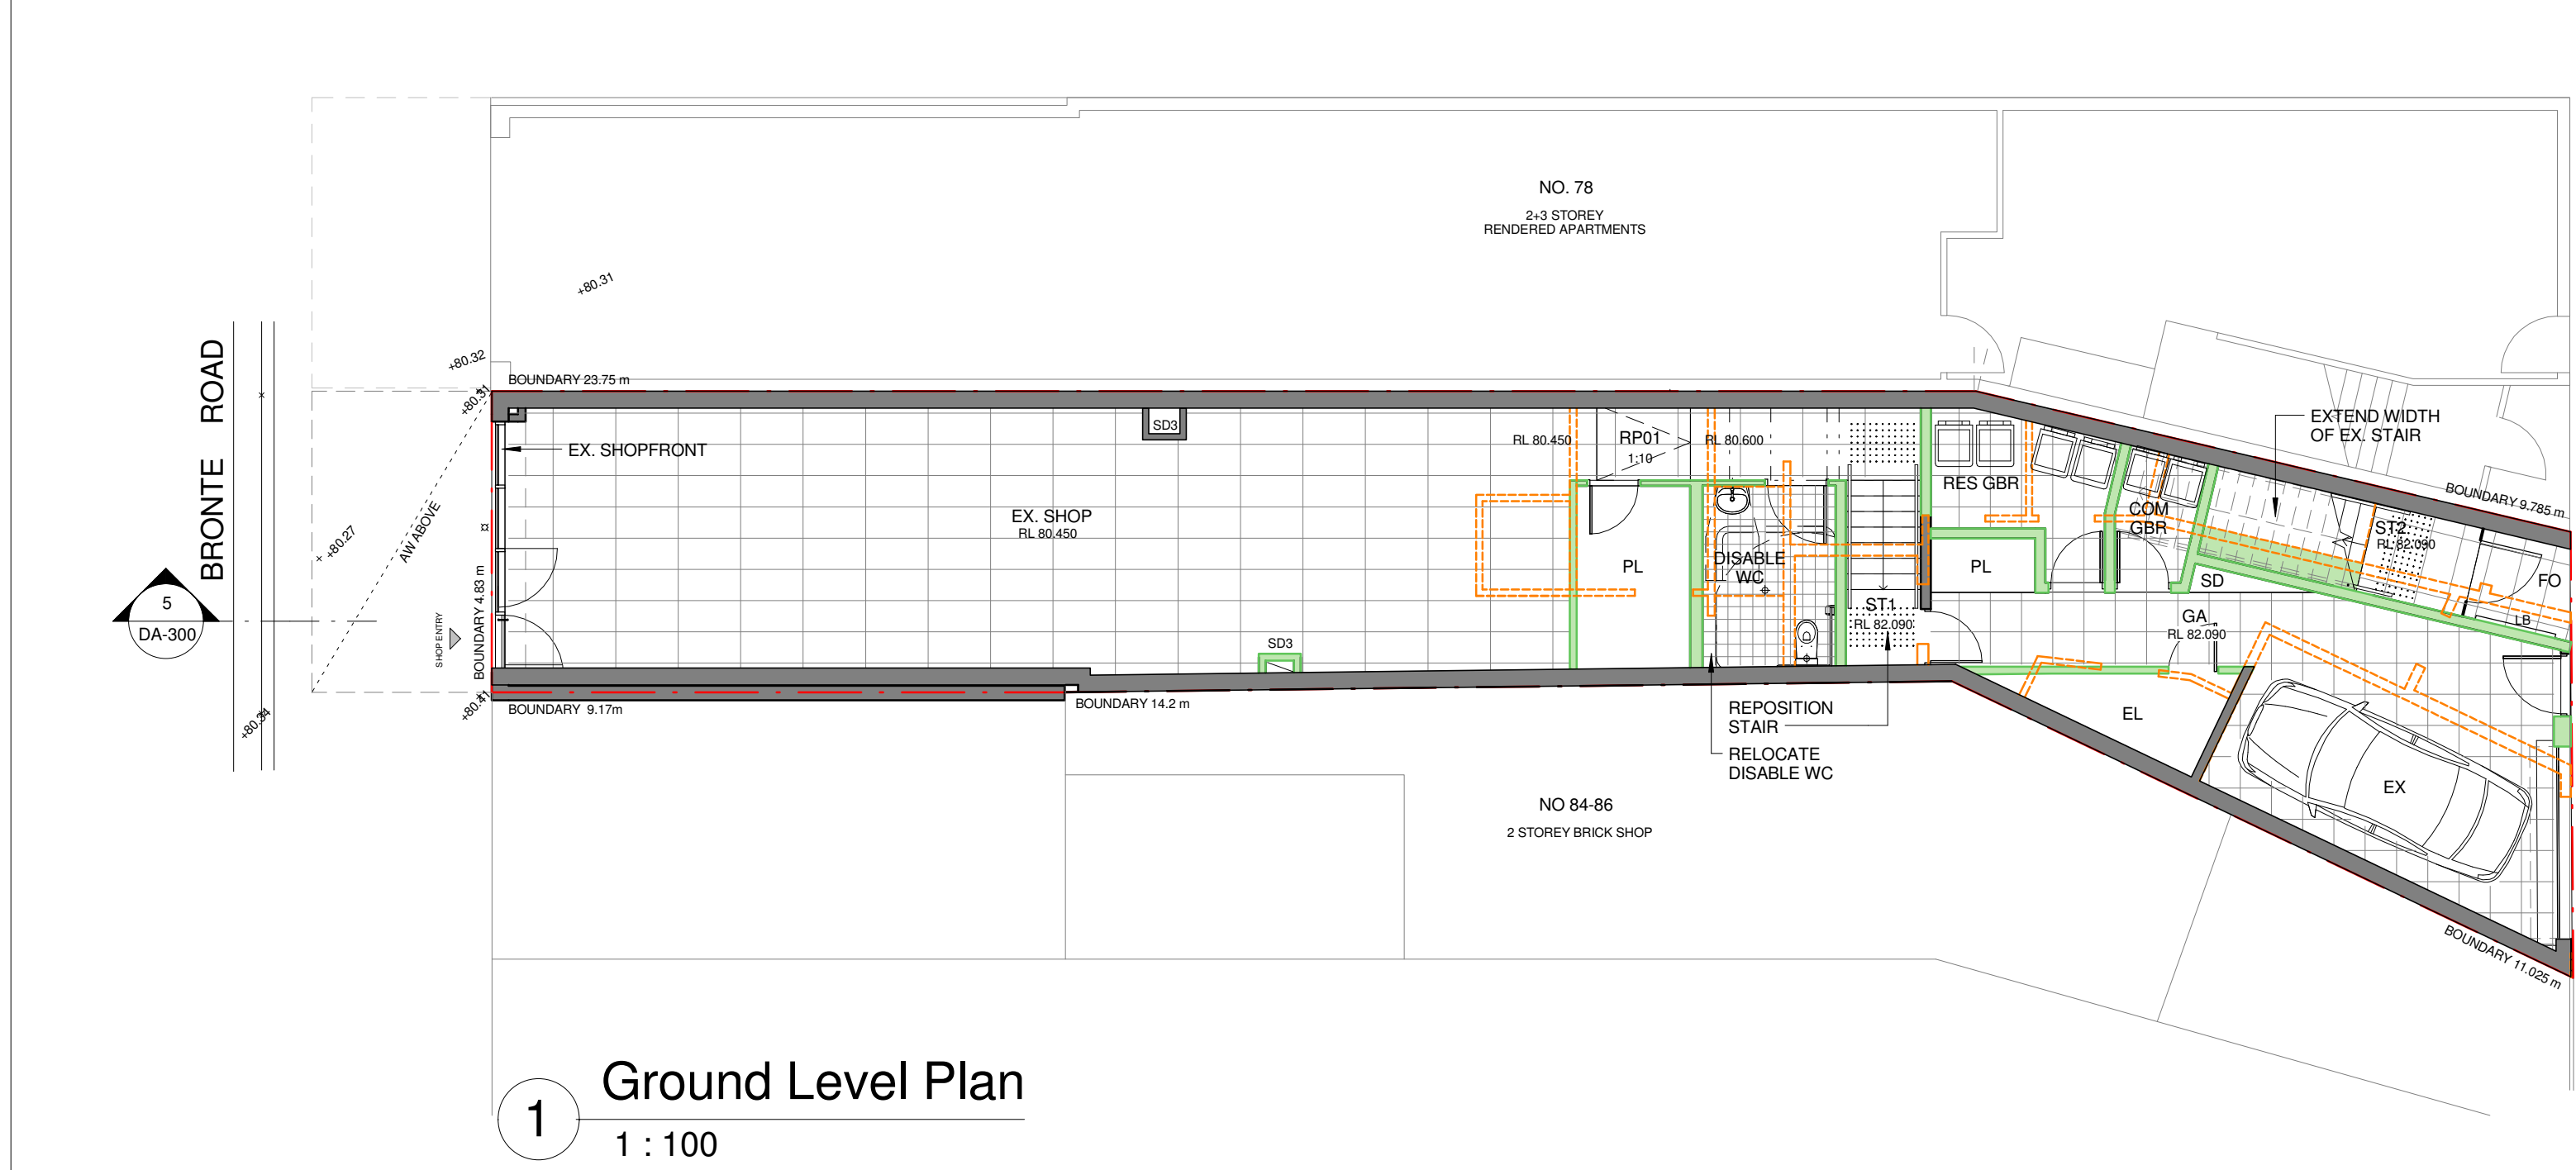 NO. 78
2+3 STOREY
RENDERED APARTMENTS
+80.31
+80.32
+80.31
BOUNDARY 23.75 m
BRONTE ROAD
EX. SHOPFRONT
SD3
RL 80.450
RP01
1:10
RL 80.600
EXTEND WIDTH
OF EX. STAIR
RES GBR
COM
GBR
BOUNDARY 9.785 m
EX. SHOP
RL 80.450
ST2
RL 82.090
+80.27
AW ABOVE
PL
DISABLE
WC
PL
SD
FO
5
DA-300
SHOP ENTRY
BOUNDARY 4.83 m
SD3
ST1
RL 82.090
GA
RL 82.090
LB
+80.34
+80.41
BOUNDARY 9.17m
BOUNDARY 14.2 m
REPOSITION
STAIR
EL
RELOCATE
DISABLE WC
EX
NO 84-86
2 STOREY BRICK SHOP
BOUNDARY 11.025 m
1
Ground Level Plan
1 : 100